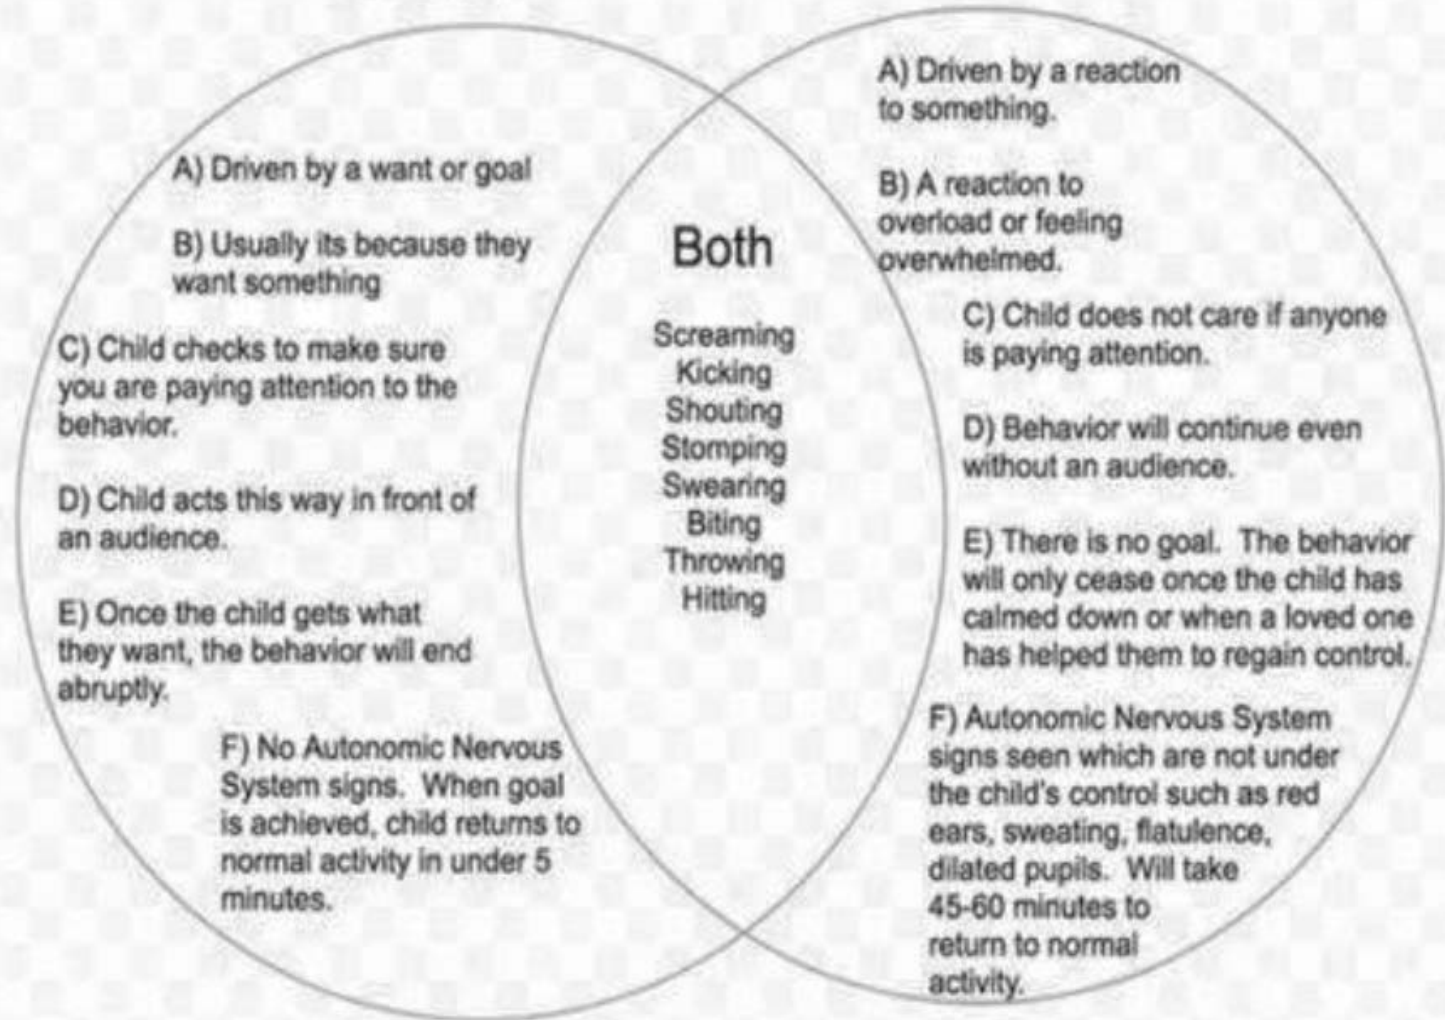 A) Driven by a want or goal
B) Usually its because they
want something
C) Child checks to make sure
you are paying attention to the
behavior.
D) Child acts this way in front of
an audience.
E) Once the child gets what
they want, the behavior will end
abruptly.
F) No Autonomic Nervous
System signs.  When goal
is achieved, child returns to
normal activity in under 5
minutes.
Both
Screaming
Kicking
Shouting
Stomping
Swearing
Biting
Throwing
Hitting
A) Driven by a reaction
to something.
B) A reaction to
overload or feeling
overwhelmed.
C) Child does not care if anyone
is paying attention.
D) Behavior will continue even
without an audience.
E) There is no goal.  The behavior
will only cease once the child has
calmed down or when a loved one
has helped them to regain control.
F) Autonomic Nervous System
signs seen which are not under
the child's control such as red
ears, sweating, flatulence,
dilated pupils.  Will take
45-60 minutes to
return to normal
activity.